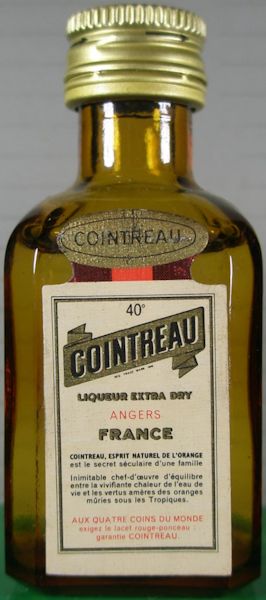 COINTREAU
40°
COINTREAU
LIQUEUR EXTRA DRY
ANGERS
FRANCE
COINTREAU, ESPRIT NATUREL DE L'ORANGE
est le secret séculaire d'une famille
Inimitable chef-d'œuvre d'équilibre
entre la vivifiante chaleur de l'eau de
vie et les vertus amères des oranges
mûries sous les Tropiques.
AUX QUATRE COINS DU MONDE
exigez le lacet rouge-ponceau ;
garantie COINTREAU.